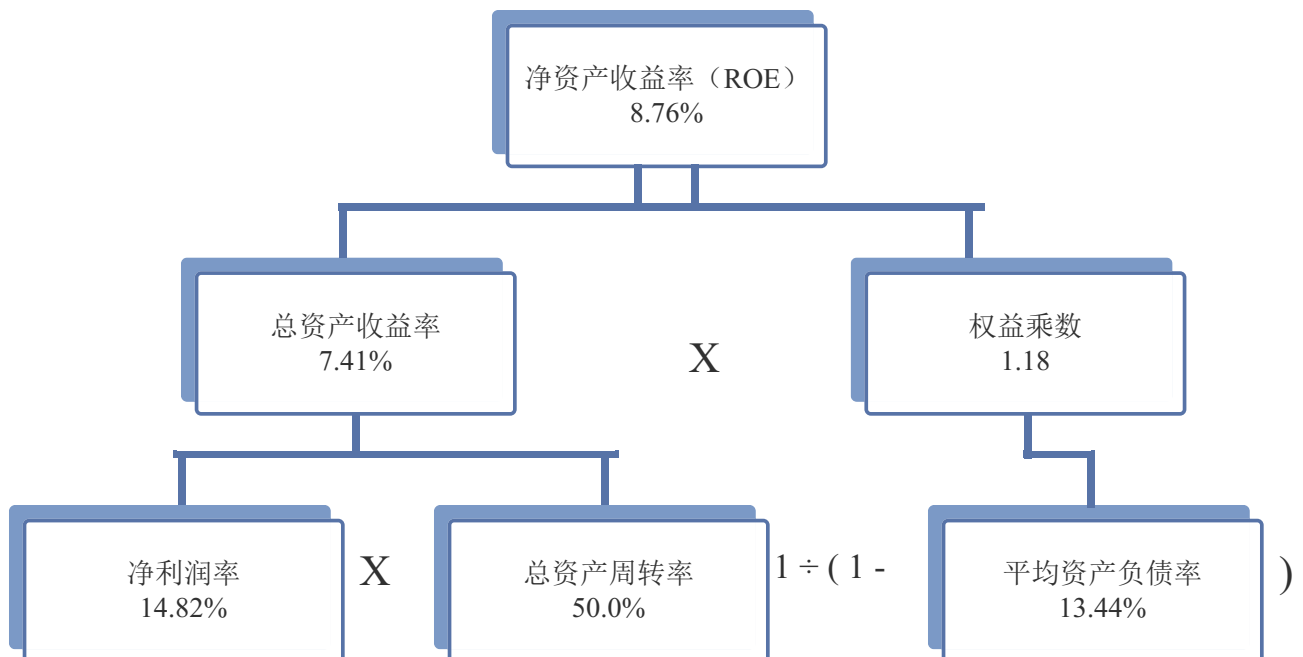 净资产收益率（ROE）
8.76%
总资产收益率
7.41%
X
权益乘数
1.18
净利润率
14.82%
X
总资产周转率
50.0%
1 ÷ ( 1 -
平均资产负债率
13.44%
)